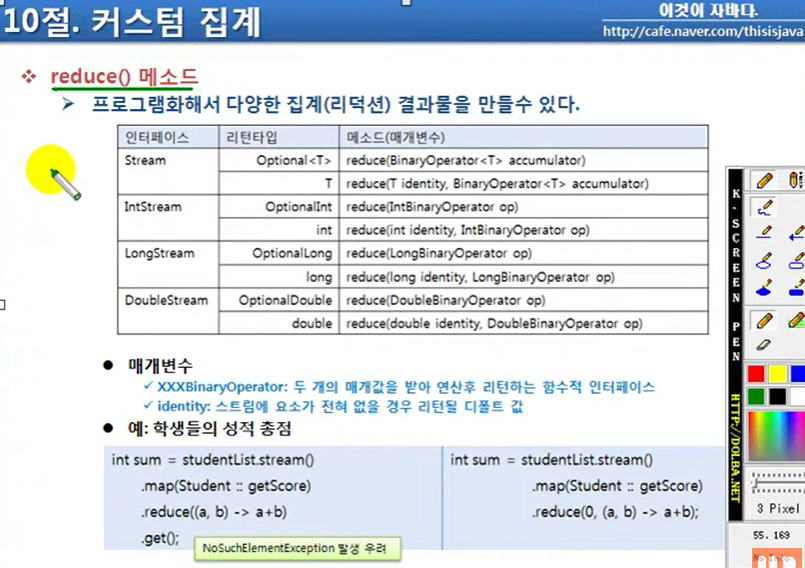 10절. 커스텀 집계
이것이 자바다.
http://cafe.naver.com/thisisjava
reduce() 메소드
프로그램화해서 다양한 집계(리덕션) 결과물을 만들수 있다.
인터페이스 리턴타입 메소드(매개변수)
Stream Optional<T> reduce(BinaryOperator<T> accumulator)
T reduce(T identity, BinaryOperator<T> accumulator)
IntStream OptionalInt reduce(IntBinaryOperator op)
int reduce(int identity, IntBinaryOperator op)
LongStream OptionalLong reduce(LongBinaryOperator op)
long reduce(long identity, LongBinaryOperator op)
DoubleStream OptionalDouble reduce(DoubleBinaryOperator op)
double reduce(double identity, DoubleBinaryOperator op)
매개변수
XXXBinaryOperator: 두 개의 매개값을 받아 연산후 리턴하는 함수적 인터페이스
identity: 스트림에 요소가 전혀 없을 경우 리턴될 디폴트 값
예: 학생들의 성적 총점
int sum = studentList.stream()
.map(Student :: getScore)
.reduce((a, b) -> a+b)
.get();
NoSuchElementException 발생 우려
int sum = studentList.stream()
.map(Student :: getScore)
.reduce(0, (a, b) -> a+b);
K-SCREEN PEN
HTTP://DOLBA.NET
3 Pixel
55. 169